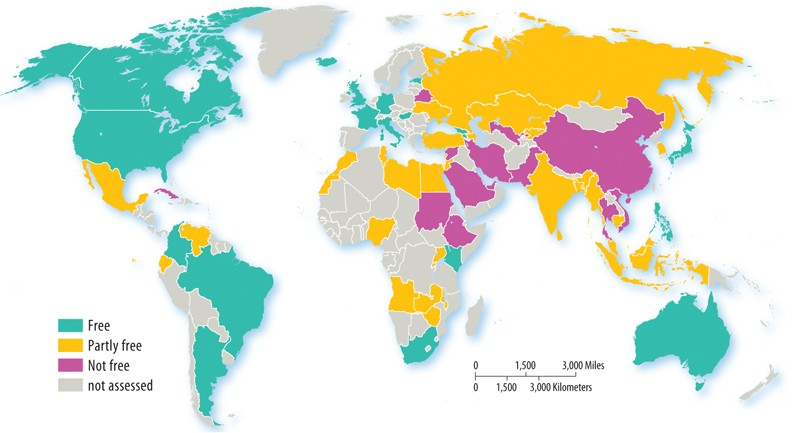 Free
Partly free
Not free
not assessed
0 1,500 3,000 Miles
0 1,500 3,000 Kilometers